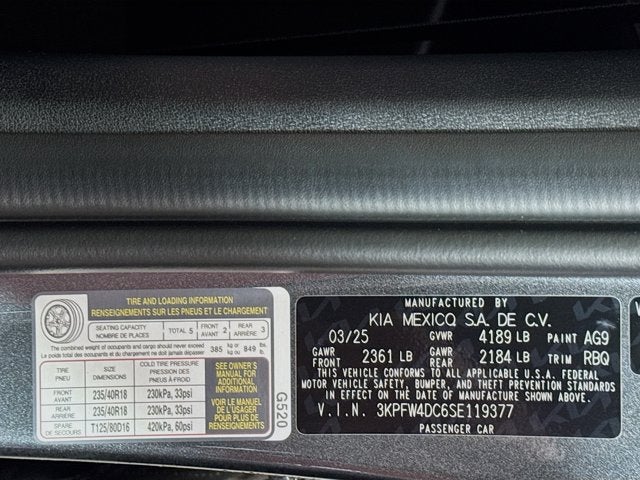 TIRE AND LOADING INFORMATION
RENSEIGNEMENTS SUR LES PNEUS ET LE CHARGEMENT
SEATING CAPACITY TOTAL 5 FRONT 2 REAR 3
NOMBRE DE PLACES AVANT ARRIÈRE
The combined weight of occupants and cargo should never exceed 385 kg or 849 lbs.
Le poids total des occupants et du chargement ne doit jamais dépasser kg ou lb.
TIRE SIZE COLD TIRE PRESSURE
PNEU DIMENSIONS PRESSION DES PNEUS À FROID
FRONT AVANT 235/40R18 230kPa, 33psi
REAR ARRIÈRE 235/40R18 230kPa, 33psi
SPARE DE SECOURS T125/80D16 420kPa, 60psi
SEE OWNER'S
MANUAL FOR
ADDITIONAL
INFORMATION
VOIR LE MANUEL
DE L'USAGER
POUR PLUS DE
RENSEIGNEMENTS
G520
MANUFACTURED BY
KIA MEXICO, S.A. DE C.V.
03/25 GVWR 4189 LB PAINT AG9
GAWR FRONT 2361 LB GAWR REAR 2184 LB TRIM RBQ
THIS VEHICLE CONFORMS TO ALL APPLICABLE U.S.A. FEDERAL
MOTOR VEHICLE SAFETY, BUMPER, AND THEFT PREVENTION
STANDARDS IN EFFECT ON THE DATE OF MANUFACTURE SHOWN ABOVE.
V.I.N. 3KPFW4DC6SE119377
PASSENGER CAR